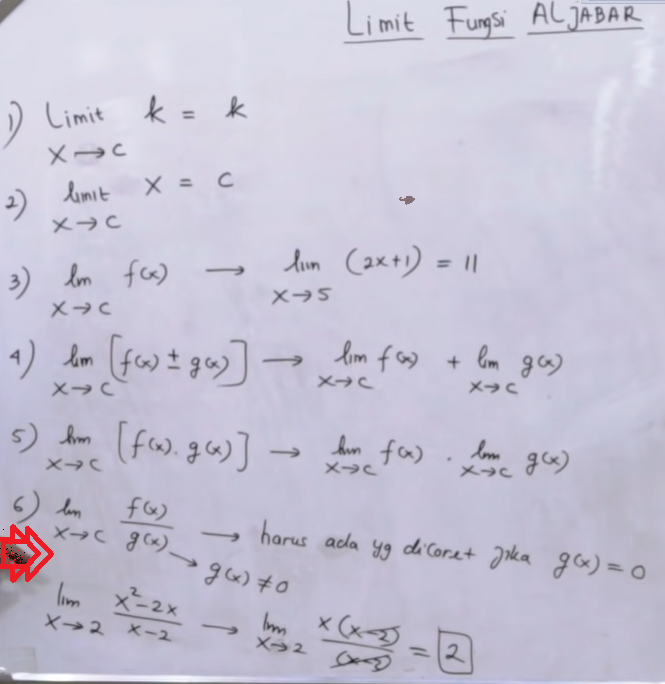 Limit Fungsi ALJABAR
1) Limit k = k
x → c
2) limit x = c
x → c
3) lim f(x) → lim (2x+1) = 11
x → c x → 5
4) lim [f(x) ± g(x)] → lim f(x) + lim g(x)
x → c x → c x → c
5) lim [f(x) . g(x)] → lim f(x) . lim g(x)
x → c x → c x → c
6) lim f(x)/g(x) → harus ada yg dicoret jika g(x) = 0
x → c → g(x) ≠ 0
lim x²-2x/x-2 → lim x(x-2)/(x-2) = 2
x → 2 x → 2